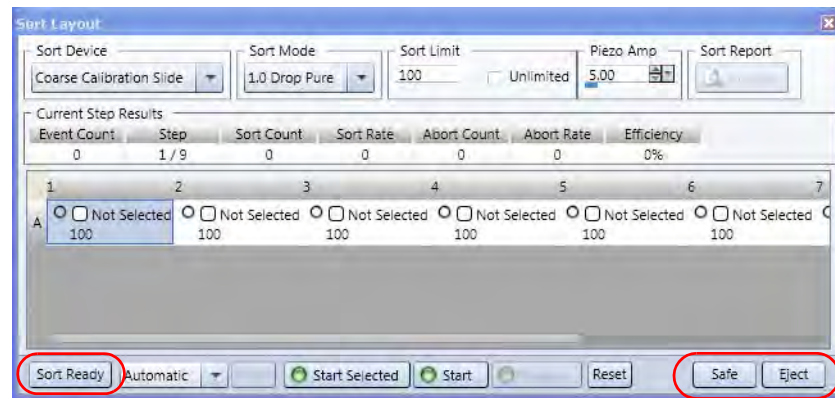 Sort Layout
Sort Device Sort Mode Sort Limit Piezo Amp Sort Report
Coarse Calibration Slide 1.0 Drop Pure 100 Unlimited 5.00
Current Step Results
Event Count Step Sort Count Sort Rate Abort Count Abort Rate Efficiency
0 1 / 9 0 0 0 0 0%
1 2 3 4 5 6 7
A Not Selected Not Selected Not Selected Not Selected Not Selected Not Selected
100 100 100 100 100 100
Sort Ready Automatic Start Selected Start Reset Safe Eject